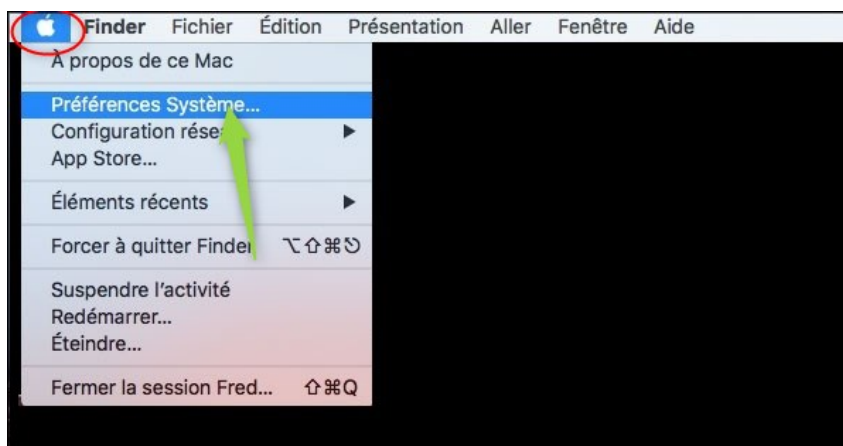 Finder Fichier Édition Présentation Aller Fenêtre Aide
À propos de ce Mac
Préférences Système...
Configuration
App Store...
Éléments récents
Forcer à quitter Finder ⌥⇧⌘⎋
Suspendre l'activité
Redémarrer...
Éteindre...
Fermer la session Fred... ⇧⌘Q